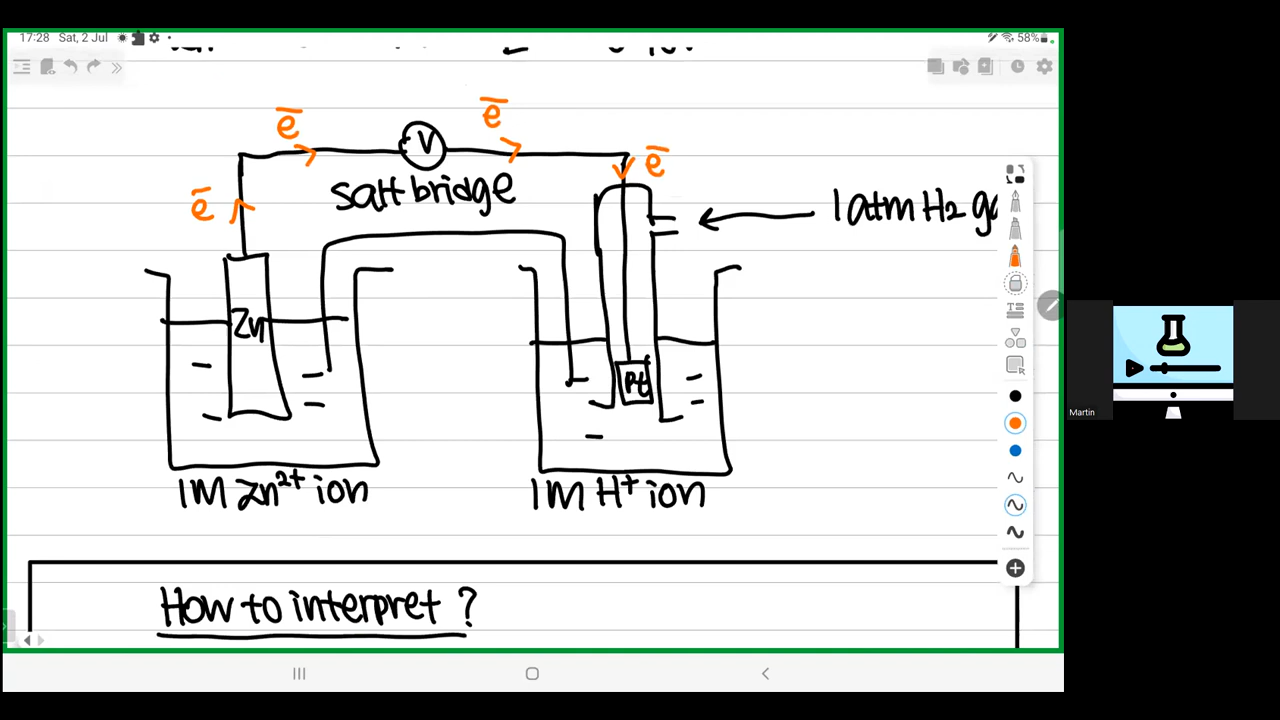 17:28 Sat, 2 Jul
58%
e e
V
e
e
salt bridge
1 atm H2 ga
Zn
Pt
1M Zn²⁺ ion
1M H⁺ ion
How to interpret ?
Martin